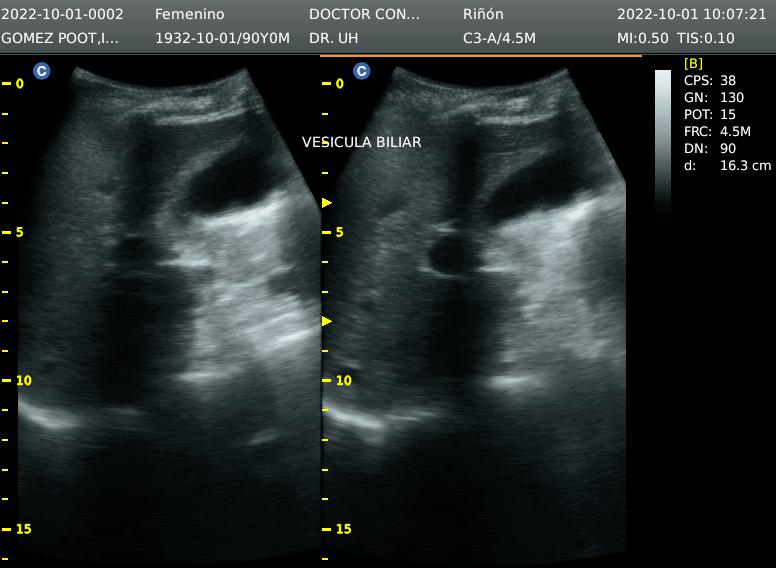 2022-10-01-0002 Femenino DOCTOR CON... Riñón 2022-10-01 10:07:21
GOMEZ POOT,I... 1932-10-01/90Y0M DR. UH C3-A/4.5M MI:0.50 TIS:0.10
C C
[B]
CPS: 38
GN: 130
POT: 15
FRC: 4.5M
DN: 90
d: 16.3 cm
0 0
VESICULA BILIAR
5 5
10 10
15 15